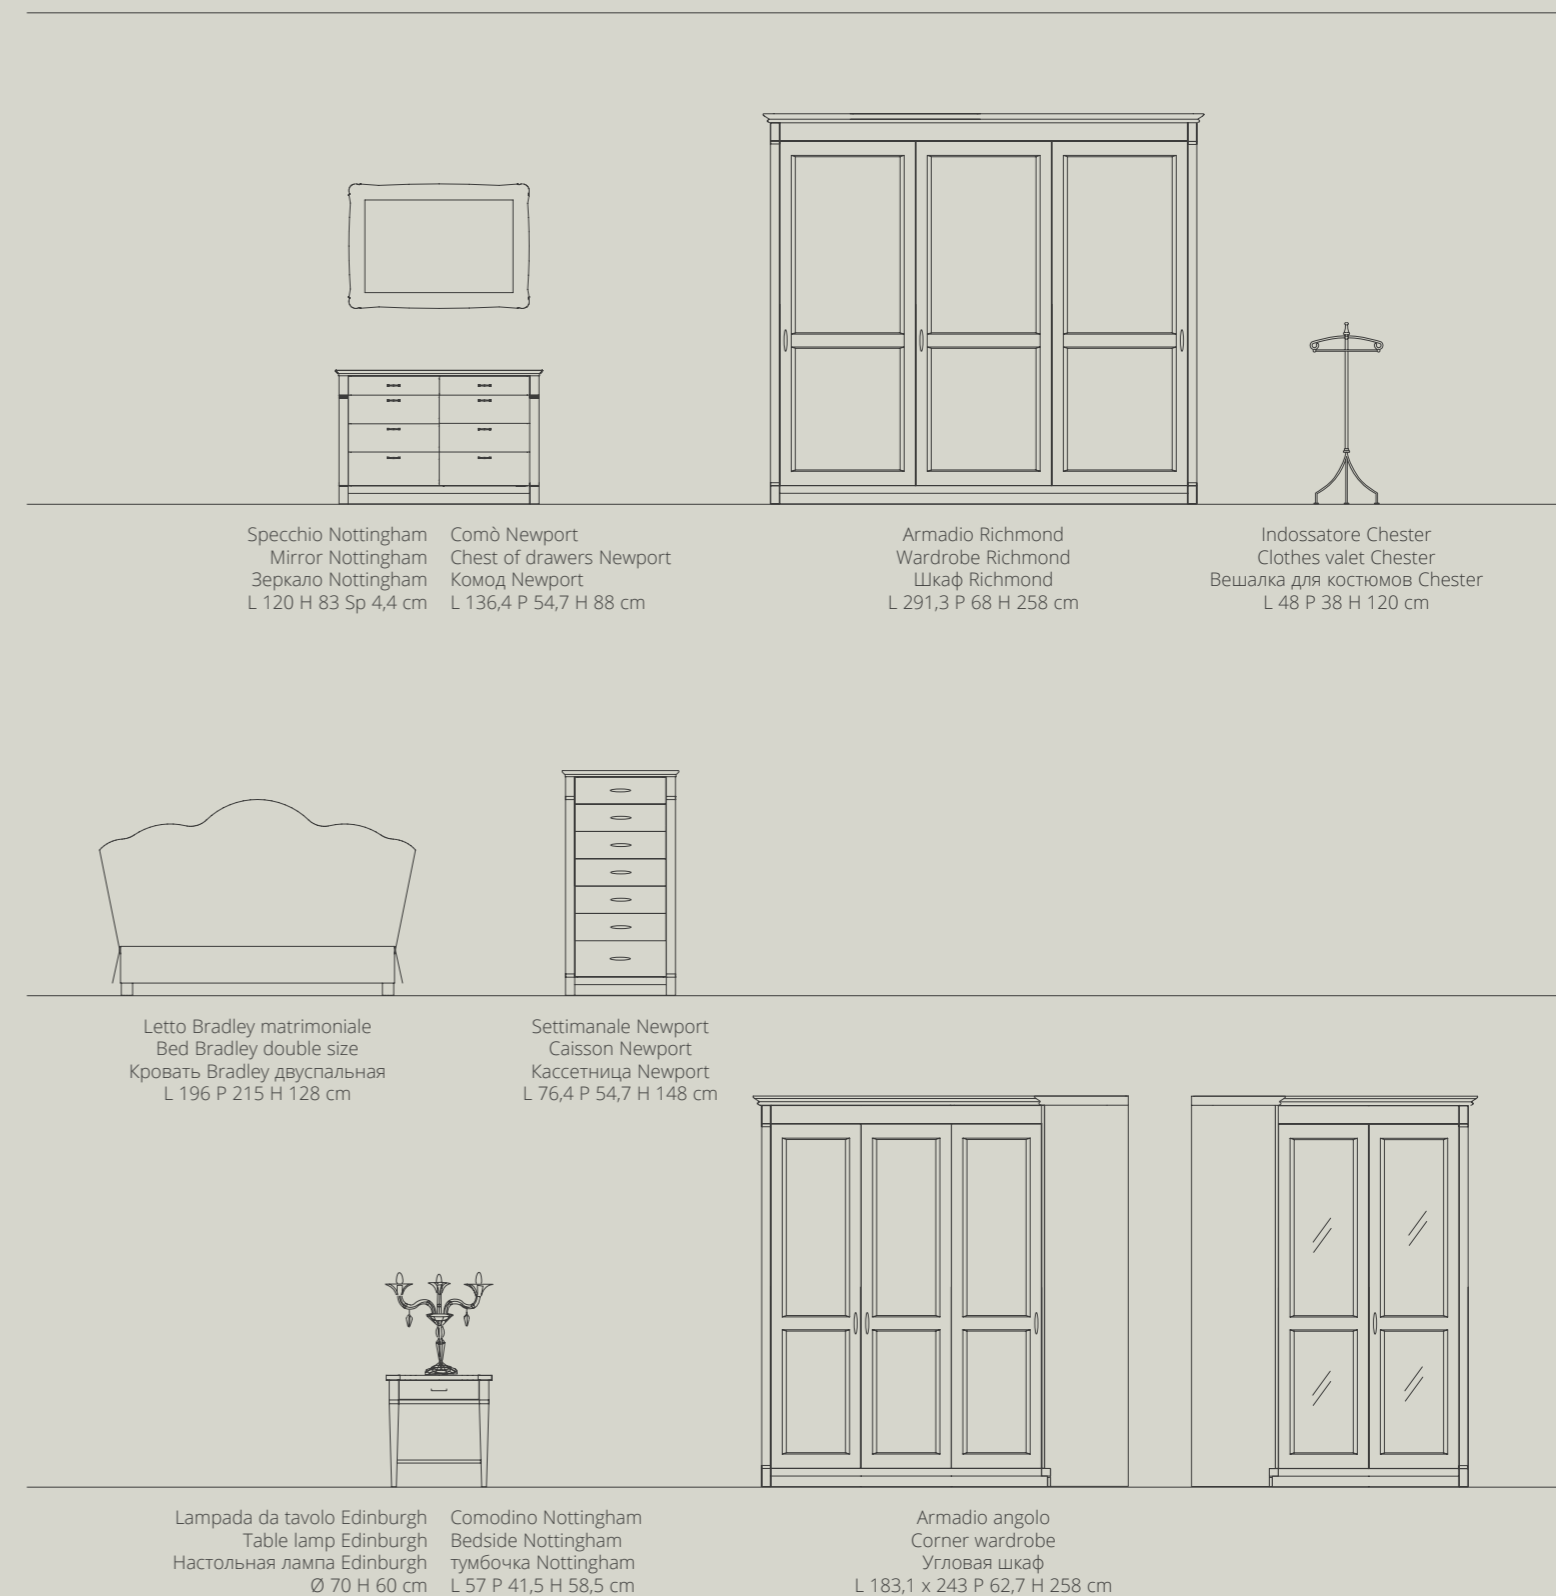 Specchio Nottingham
Mirror Nottingham
Зеркало Nottingham
L 120 H 83 Sp 4,4 cm
Comò Newport
Chest of drawers Newport
Комод Newport
L 136,4 P 54,7 H 88 cm
Armadio Richmond
Wardrobe Richmond
Шкаф Richmond
L 291,3 P 68 H 258 cm
Indossatore Chester
Clothes valet Chester
Вешалка для костюмов Chester
L 48 P 38 H 120 cm
Letto Bradley matrimoniale
Bed Bradley double size
Кровать Bradley двуспальная
L 196 P 215 H 128 cm
Settimanale Newport
Caisson Newport
Кассетница Newport
L 76,4 P 54,7 H 148 cm
Lampada da tavolo Edinburgh
Table lamp Edinburgh
Настольная лампа Edinburgh
Ø 70 H 60 cm
Comodino Nottingham
Bedside Nottingham
тумбочка Nottingham
L 57 P 41,5 H 58,5 cm
Armadio angolo
Corner wardrobe
Угловая шкаф
L 183,1 x 243 P 62,7 H 258 cm